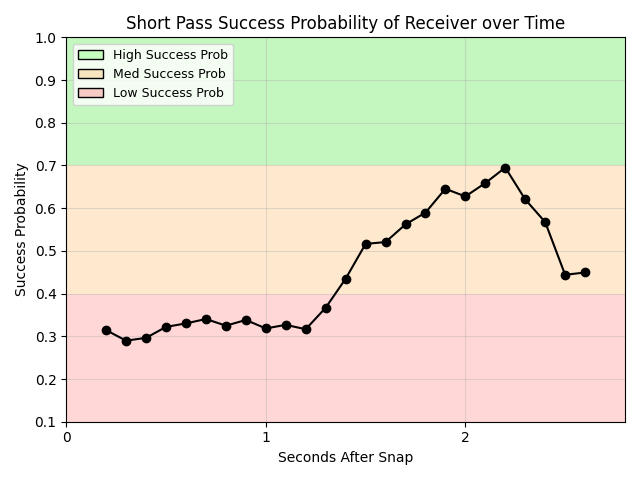 Short Pass Success Probability of Receiver over Time
High Success Prob
Med Success Prob
Low Success Prob
Success Probability
1.0
0.9
0.8
0.7
0.6
0.5
0.4
0.3
0.2
0.1
0 1 2
Seconds After Snap